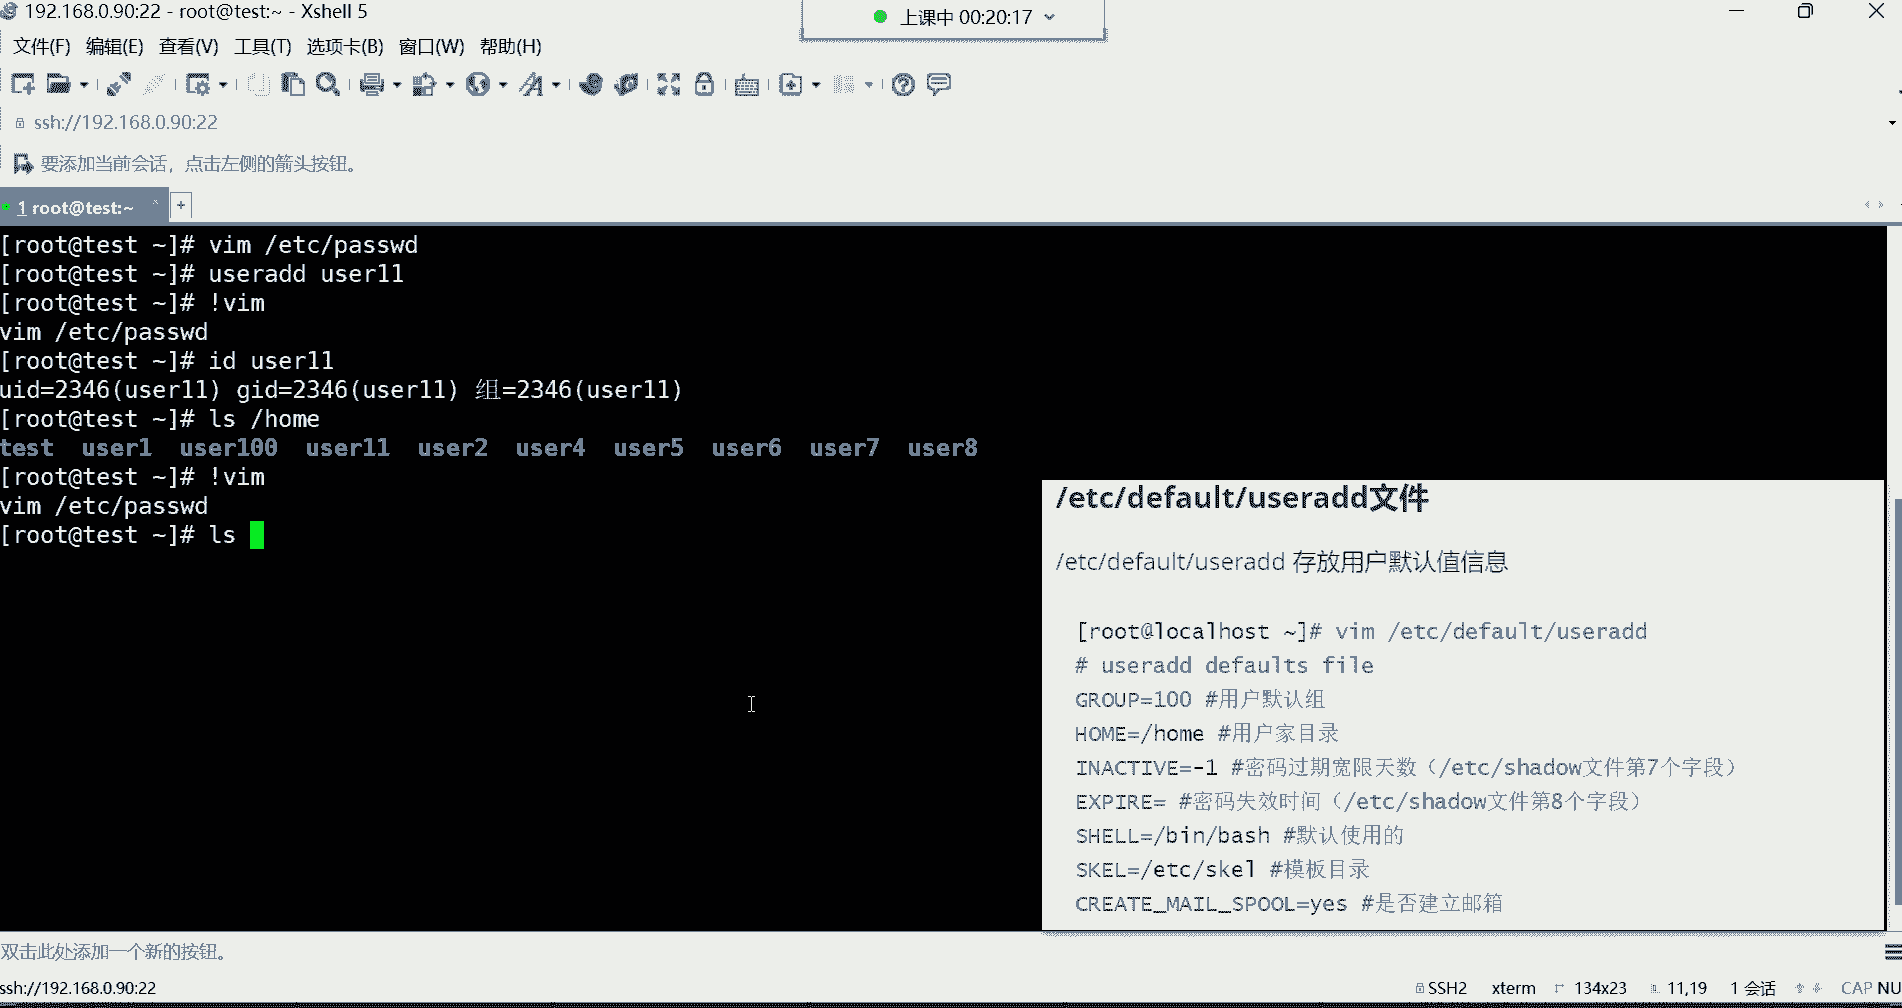 192.168.0.90:22 - root@test:~ - Xshell 5
上课中 00:20:17
文件(F) 编辑(E) 查看(V) 工具(T) 选项卡(B) 窗口(W) 帮助(H)
ssh://192.168.0.90:22
要添加当前会话，点击左侧的箭头按钮。
1 root@test:~
[root@test ~]# vim /etc/passwd
[root@test ~]# useradd user11
[root@test ~]# !vim
vim /etc/passwd
[root@test ~]# id user11
uid=2346(user11) gid=2346(user11) 组=2346(user11)
[root@test ~]# ls /home
test user1 user100 user11 user2 user4 user5 user6 user7 user8
[root@test ~]# !vim
vim /etc/passwd
[root@test ~]# ls
/etc/default/useradd文件
/etc/default/useradd 存放用户默认值信息
[root@localhost ~]# vim /etc/default/useradd
# useradd defaults file
GROUP=100 #用户默认组
HOME=/home #用户家目录
INACTIVE=-1 #密码过期宽限天数（/etc/shadow文件第7个字段）
EXPIRE= #密码失效时间（/etc/shadow文件第8个字段）
SHELL=/bin/bash #默认使用的
SKEL=/etc/skel #模板目录
CREATE_MAIL_SPOOL=yes #是否建立邮箱
双击此处添加一个新的按钮。
ssh://192.168.0.90:22 SSH2 xterm 134x23 11,19 1 会话 CAP NU